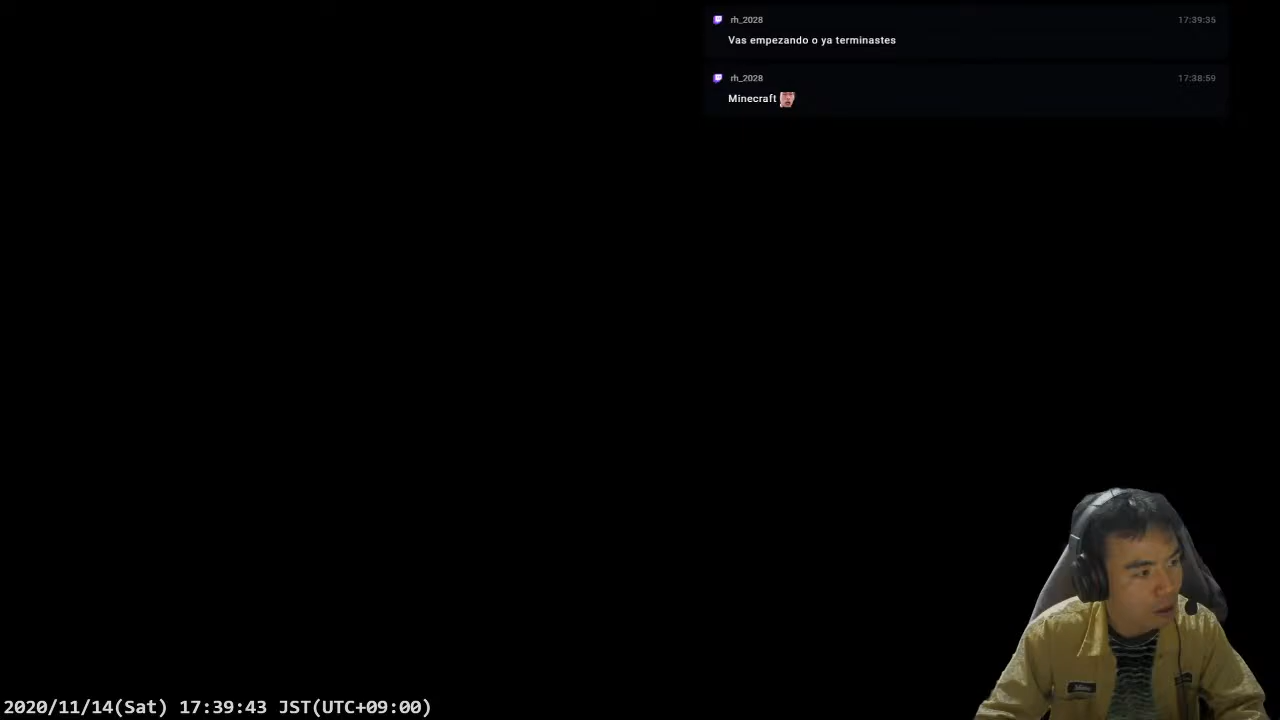 rh_2028
17:39:35
Vas empezando o ya terminastes
rh_2028
17:38:59
Minecraft
2020/11/14(Sat) 17:39:43 JST(UTC+09:00)